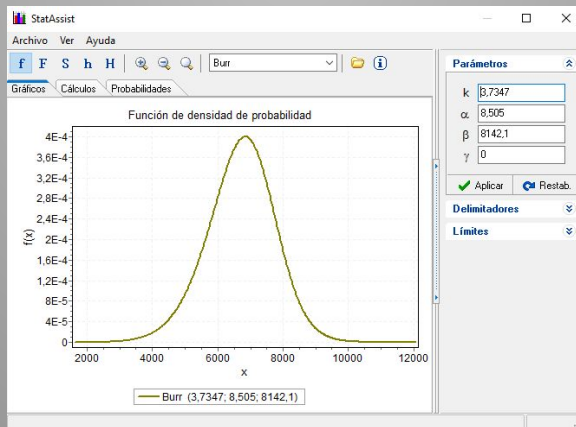 StatAssist
Archivo Ver Ayuda
f F S h H Burr
Gráficos Cálculos Probabilidades
Función de densidad de probabilidad
4E-4
3,6E-4
3,2E-4
2,8E-4
2,4E-4
2E-4
1,6E-4
1,2E-4
8E-5
4E-5
0
f(x)
2000 4000 6000 8000 10000 12000
x
Burr (3,7347; 8,505; 8142,1)
Parámetros
k 3,7347
α 8,505
β 8142,1
γ 0
Aplicar Restab.
Delimitadores
Límites